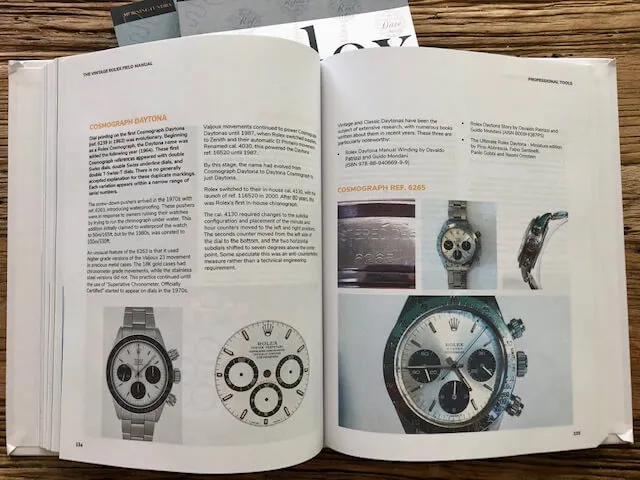 MORNING TUNDRA
lex
THE VINTAGE ROLEX FIELD MANUAL
COSMOGRAPH DAYTONA
Dial printing on the first Cosmograph Daytona
(ref. 6239 in 1963) was evolutionary. Beginning
as a Rolex Cosmograph, the Daytona name was
added the following year (1964). These first
Cosmograph references appeared with double
Swiss dials, double Swiss underline dials, and
double T-Swiss-T dials. There is no generally
accepted explanation for these duplicate markings.
Each variation appears within a narrow range of
serial numbers.
The screw-down pushers arrived in the 1970s with
ref. 6263, introducing waterproofing. These pushers
were in response to owners ruining their watches
by trying to run the chronograph under water. This
addition initially claimed to waterproof the watch
to 50m/165ft, but by the 1980s, was corrected to
100m/330ft.
An unusual feature of the 6263 is that it used
higher grade versions of the Valjoux 23 movement
in precious metal cases. The 18K gold cases had
chronometer grade movements, while the stainless
steel versions did not. This practice continued until
the use of "Superlative Chronometer, Officially
Certified" started to appear on dials in the 1970s.
Valjoux movements continued to power Cosmograph
Daytonas until 1987, when Rolex switched supplies
to Zenith and their automatic El Primero movement.
Renamed cal. 4030, this powered the Daytona
ref. 16520 until 1987.
By this stage, the name had evolved from
Cosmograph Daytona to Daytona Cosmograph to
just Daytona.
Rolex switched to their in-house cal. 4130, with the
launch of ref. 116520 in 2000. After 80 years, this
was Rolex's first in-house chronograph.
The cal. 4130 required changes to the subdial
configuration and placement of the minute and
hour counters moved to the left and right positions.
The seconds counter moved from the left side of
the dial to the bottom, and the two horizontal
subdials shifted to seven degrees above the center
point. Some speculate this was an anti-counterfeit
measure rather than a technical engineering
requirement.
ROLEX
134
PROFESSIONAL TOOLS
Vintage and Classic Daytonas have been the
subject of extensive research, with numerous books
written about them in recent years. These three are
particularly noteworthy:
• Rolex Daytona Manual Winding by Osvaldo
Patrizzi and Guido Mondani
(ISBN 978-88-940669-9-9)
• Rolex Daytona Story by Osvaldo Patrizzi and
Guido Mondani
• The Ultimate Rolex Daytona - Miniature edition
by Pino Abbrescia, Fabio Santinelli,
Paolo Gobbi and Naomi Ornstein
COSMOGRAPH REF. 6265
6265
ROLEX
135